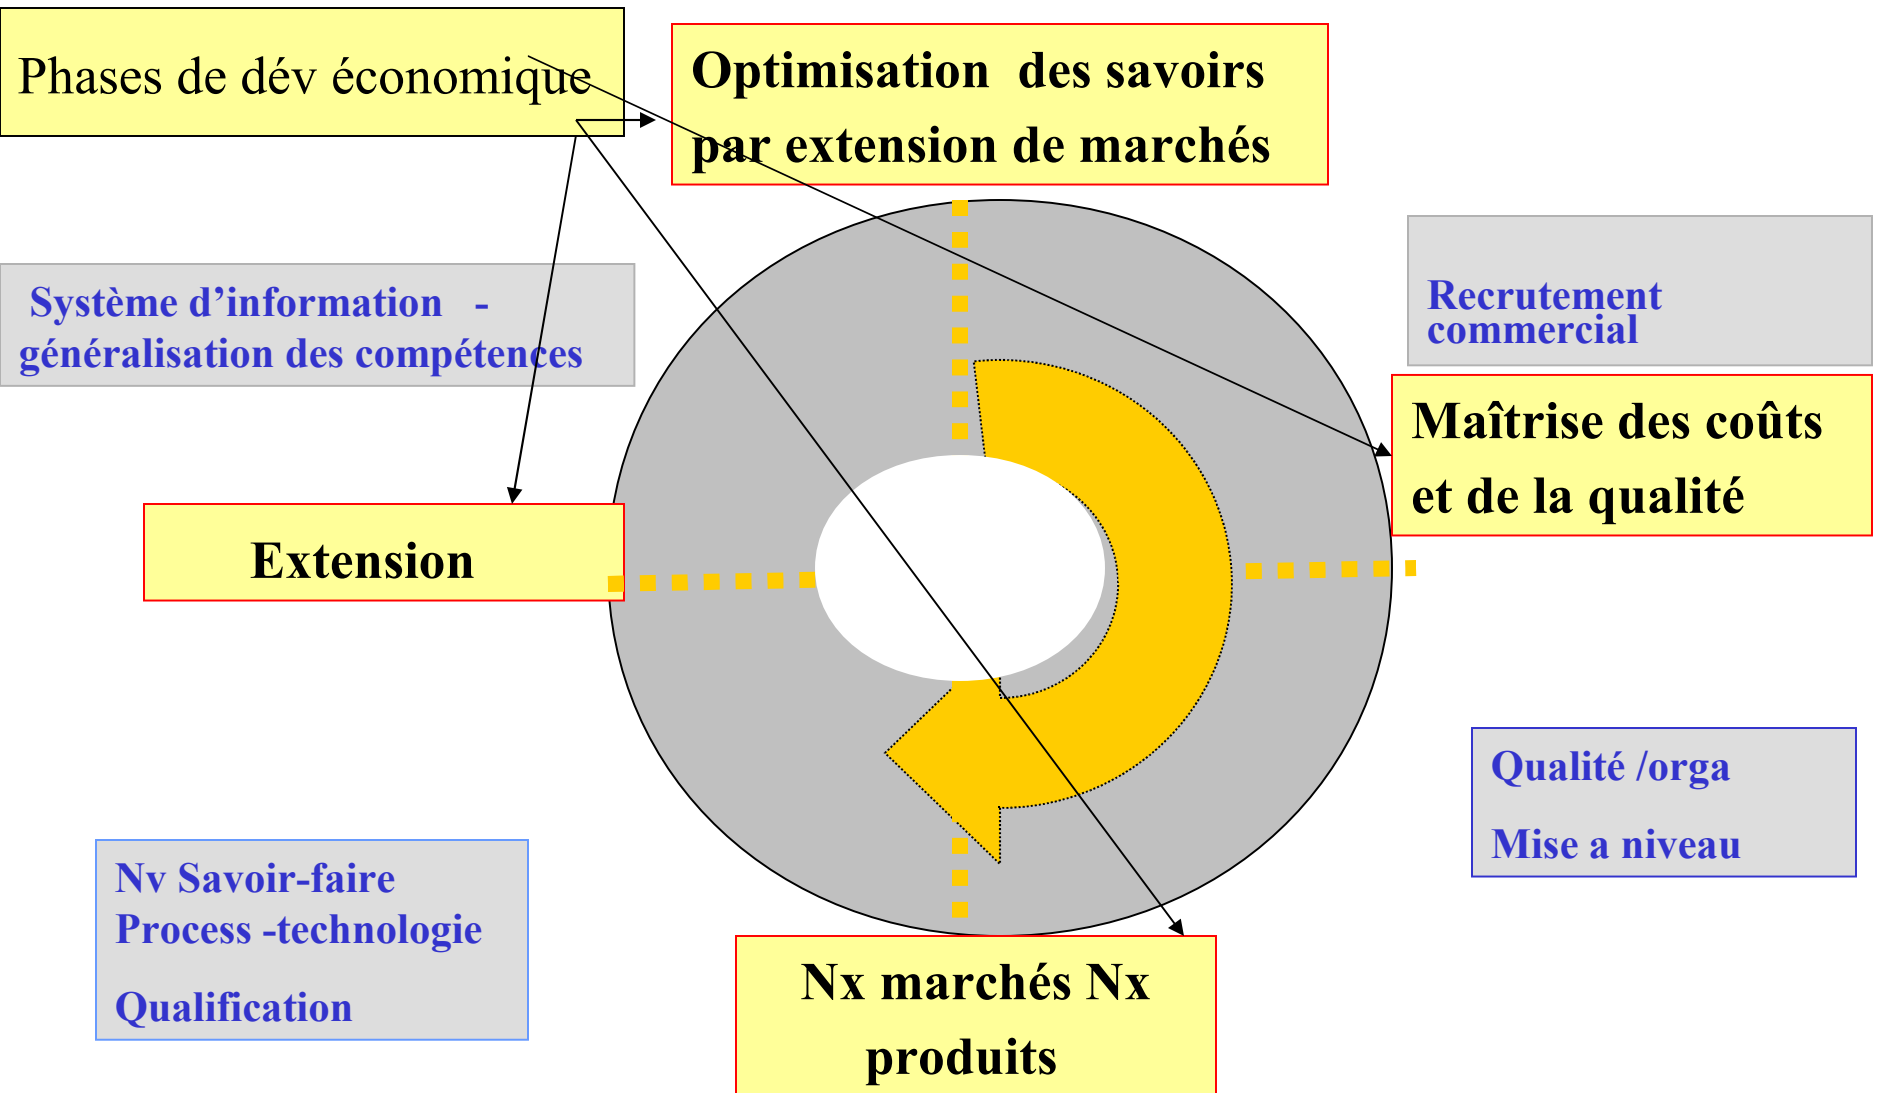 Phases de dév économique
Optimisation des savoirs
par extension de marchés
Système d’information -
généralisation des compétences
Recrutement
commercial
Maîtrise des coûts
et de la qualité
Extension
Qualité /orga
Mise a niveau
Nv Savoir-faire
Process -technologie
Qualification
Nx marchés Nx
produits